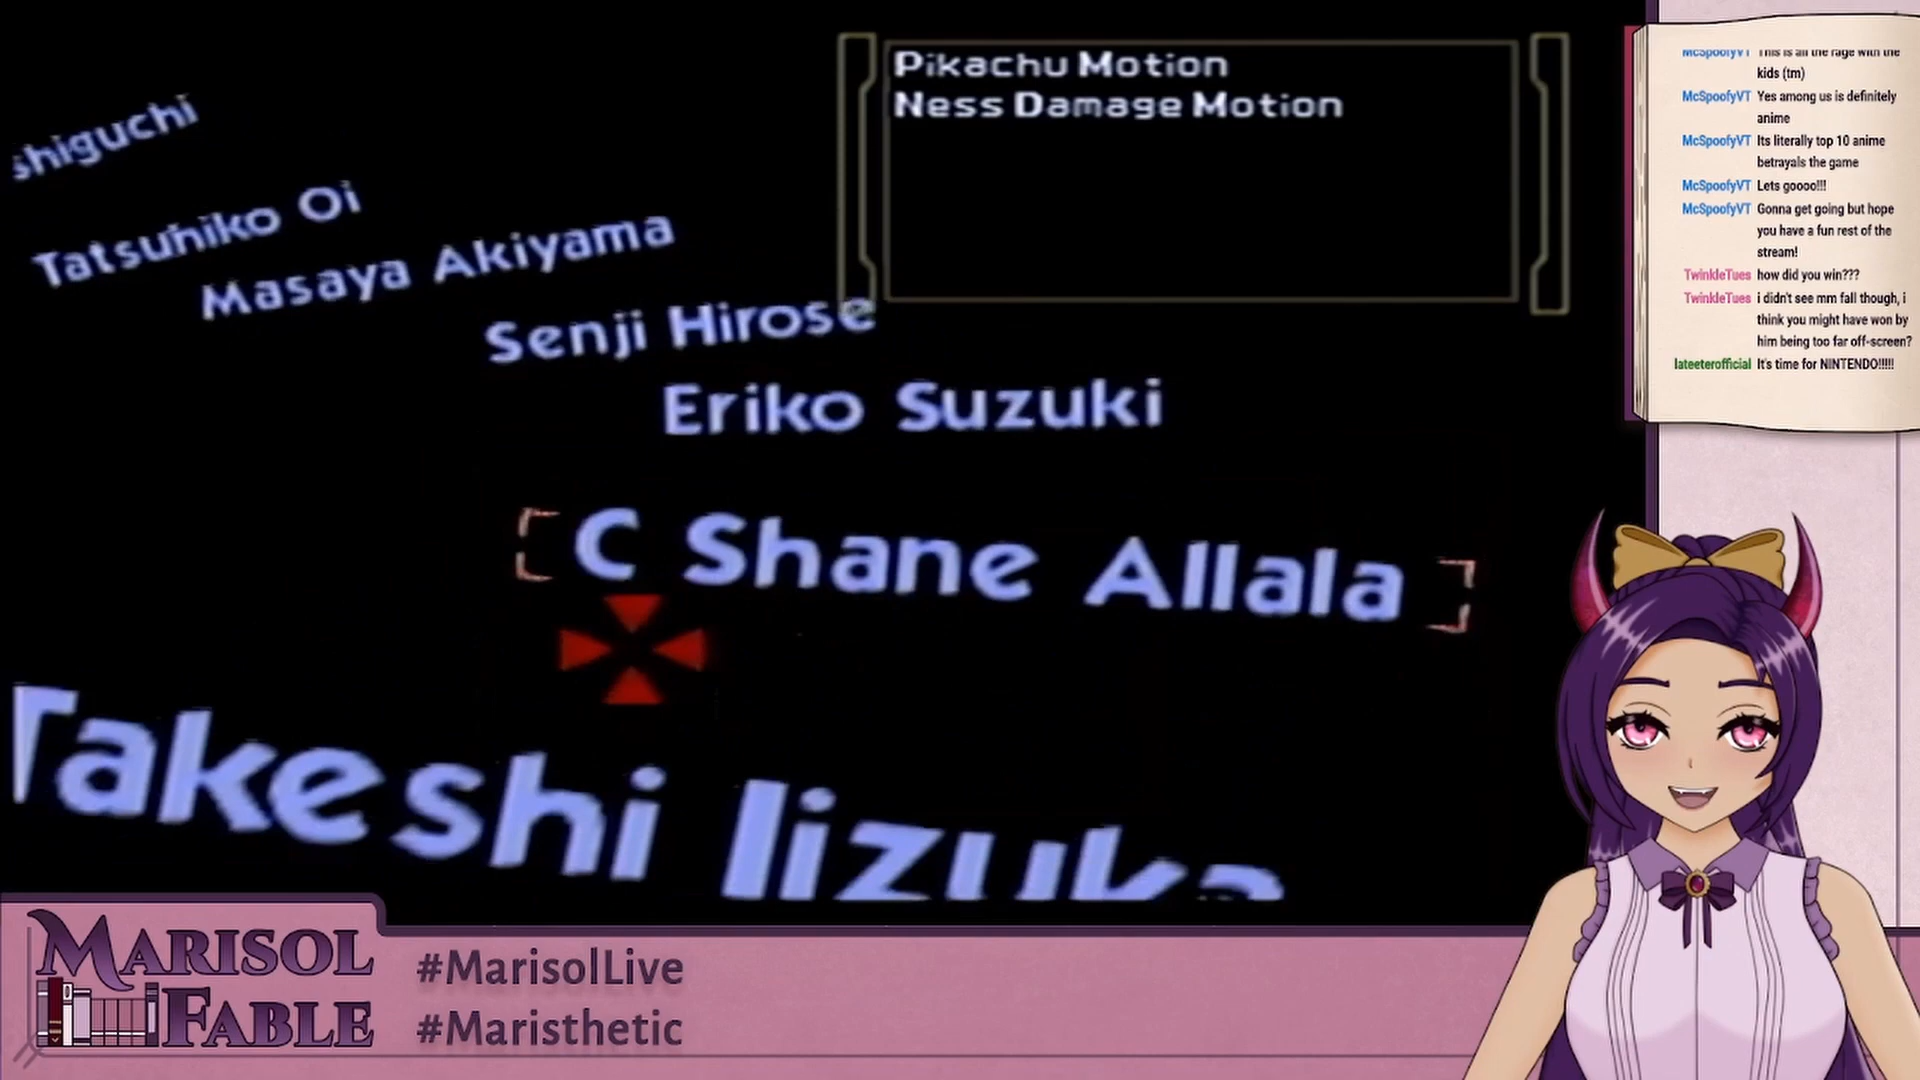 shiguchi
Tatsuhiko Oi
Masaya Akiyama
Senji Hirose
Eriko Suzuki
C Shane Allala
Takeshi Iizuka
Pikachu Motion
Ness Damage Motion
McSpoofyVT This is all the rage with the
kids (tm)
McSpoofyVT Yes among us is definitely
anime
McSpoofyVT Its literally top 10 anime
betrayals the game
McSpoofyVT Lets goooo!!!
McSpoofyVT Gonna get going but hope
you have a fun rest of the
stream!
TwinkleTues how did you win???
TwinkleTues i didn't see mm fall though, i
think you might have won by
him being too far off-screen?
lateeterofficial It's time for NINTENDO!!!!!
MARISOL
FABLE
#MarisolLive
#Maristhetic